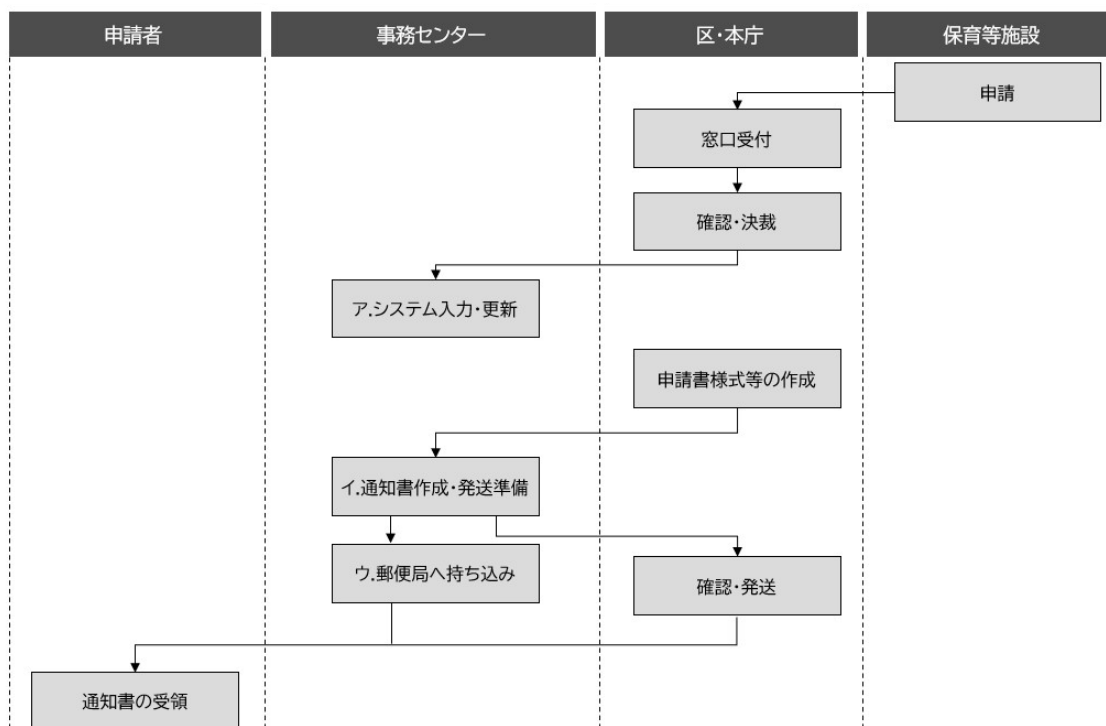 申請者
事務センター
区・本庁
保育等施設
申請
窓口受付
確認・決裁
ア.システム入力・更新
申請書様式等の作成
イ.通知書作成・発送準備
ウ.郵便局へ持ち込み
確認・発送
通知書の受領